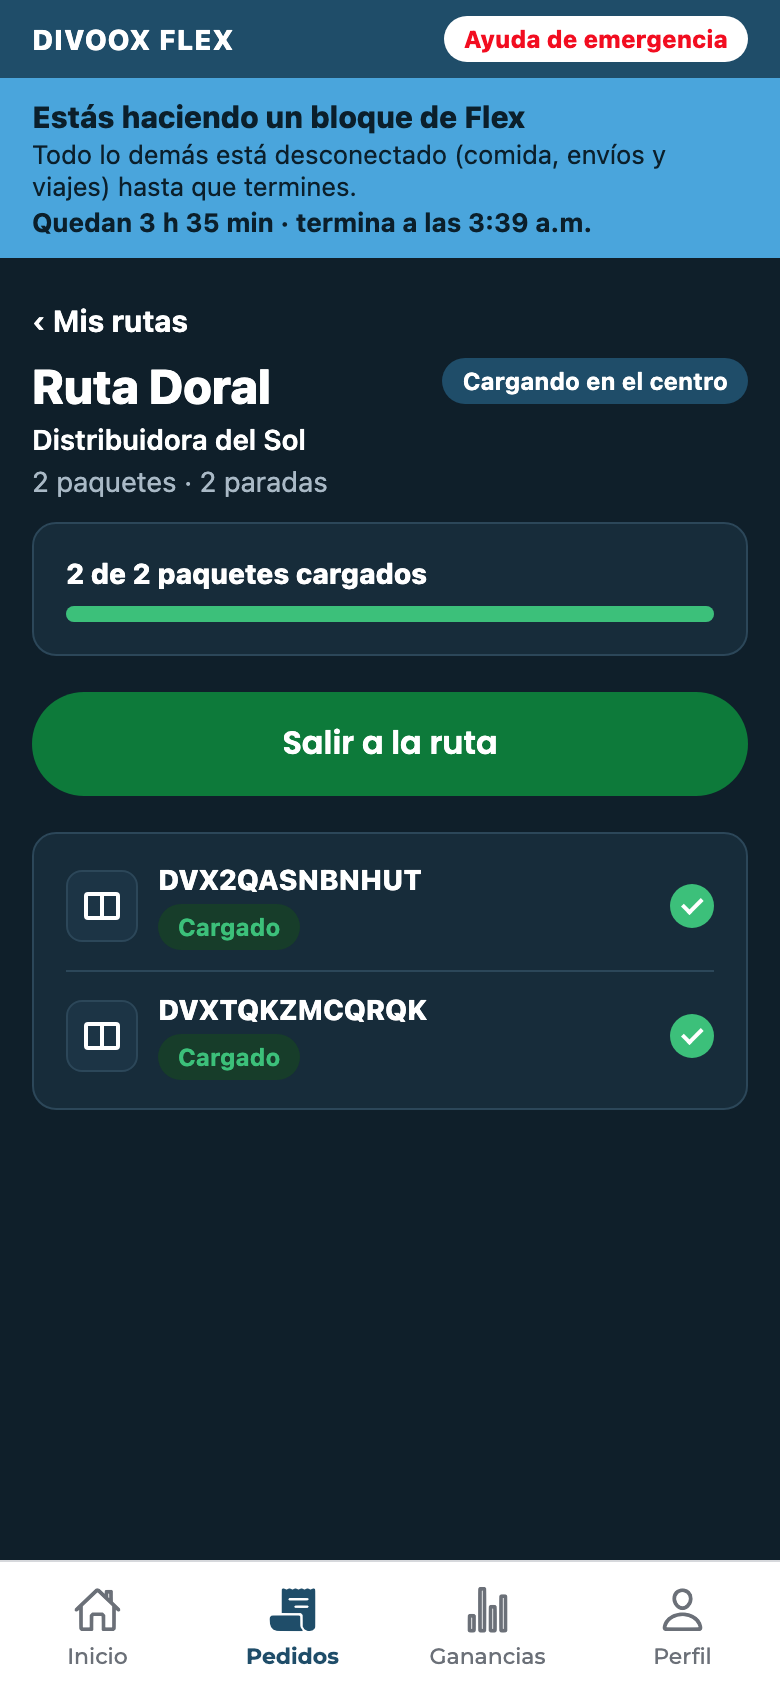 DIVOOX FLEX
Ayuda de emergencia
Estás haciendo un bloque de Flex
Todo lo demás está desconectado (comida, envíos y
viajes) hasta que termines.
Quedan 3 h 35 min · termina a las 3:39 a.m.
‹ Mis rutas
Ruta Doral
Cargando en el centro
Distribuidora del Sol
2 paquetes · 2 paradas
2 de 2 paquetes cargados
Salir a la ruta
DVX2QASNBNHUT
Cargado
DVXTQKZMCQRQK
Cargado
Inicio
Pedidos
Ganancias
Perfil